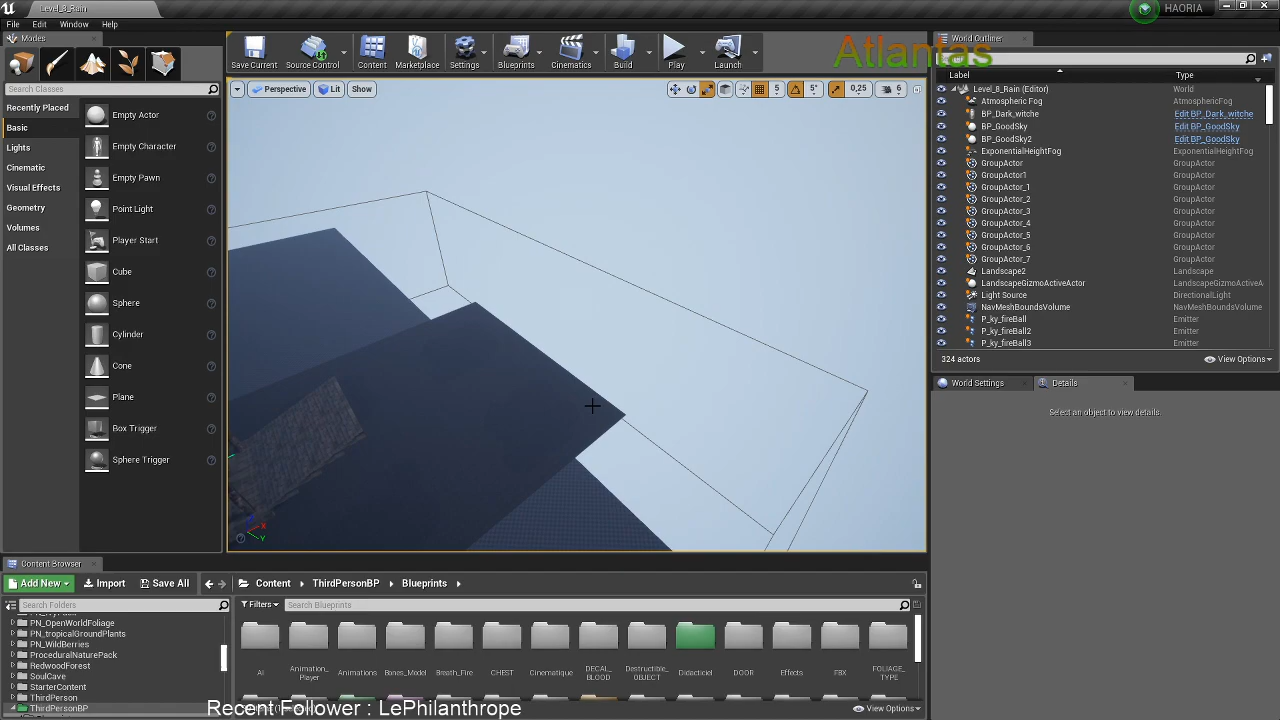 Level_8_Rain
HAORIA
File Edit Window Help
Modes
Atlantas
World Outliner
Save Current Source Control Content Marketplace Settings Blueprints Cinematics Build Play Launch
Search Classes
Perspective Lit Show
5 5° 0,25 6
Label Type
Recently Placed
Basic
Lights
Cinematic
Visual Effects
Geometry
Volumes
All Classes
Empty Actor
Empty Character
Empty Pawn
Point Light
Player Start
Cube
Sphere
Cylinder
Cone
Plane
Box Trigger
Sphere Trigger
Level_8_Rain (Editor) World
Atmospheric Fog AtmosphericFog
BP_Dark_witche Edit BP_Dark_witche
BP_GoodSky Edit BP_GoodSky
BP_GoodSky2 Edit BP_GoodSky
ExponentialHeightFog ExponentialHeightFog
GroupActor GroupActor
GroupActor1 GroupActor
GroupActor_1 GroupActor
GroupActor_2 GroupActor
GroupActor_3 GroupActor
GroupActor_4 GroupActor
GroupActor_5 GroupActor
GroupActor_6 GroupActor
GroupActor_7 GroupActor
Landscape2 Landscape
LandscapeGizmoActiveActor LandscapeGizmoActiveA
Light Source DirectionalLight
NavMeshBoundsVolume NavMeshBoundsVolume
P_ky_fireBall Emitter
P_ky_fireBall2 Emitter
P_ky_fireBall3 Emitter
324 actors View Options
World Settings Details
Select an object to view details.
X
Y
Content Browser
Add New Import Save All Content ThirdPersonBP Blueprints
Search Folders
Filters Search Blueprints
PN_OpenWorldFoliage
PN_tropicalGroundPlants
PN_WildBerries
ProceduralNaturePack
RedwoodForest
SoulCave
StarterContent
ThirdPerson
ThirdPersonBP
AI Animation_Player Animations Bones_Model Breath_Fire CHEST Cinematique DECAL_BLOOD Destructible_OBJECT Didacticiel DOOR Effects FBX FOLIAGE_TYPE
View Options
Recent Follower : LePhilanthrope